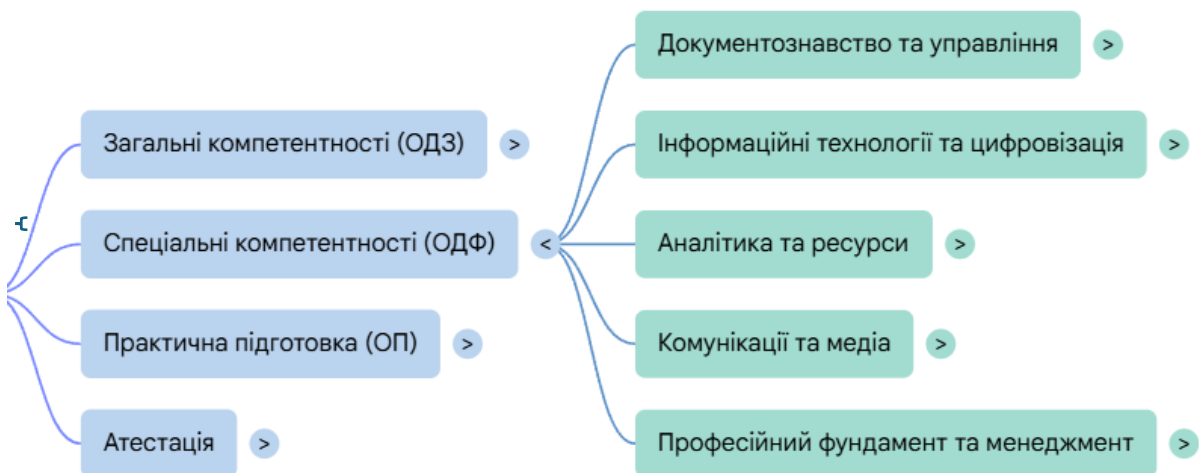 Загальні компетентності (ОДЗ) >
Спеціальні компетентності (ОДФ) <
Практична підготовка (ОП) >
Атестація >
Документознавство та управління >
Інформаційні технології та цифровізація >
Аналітика та ресурси >
Комунікації та медіа >
Професійний фундамент та менеджмент >